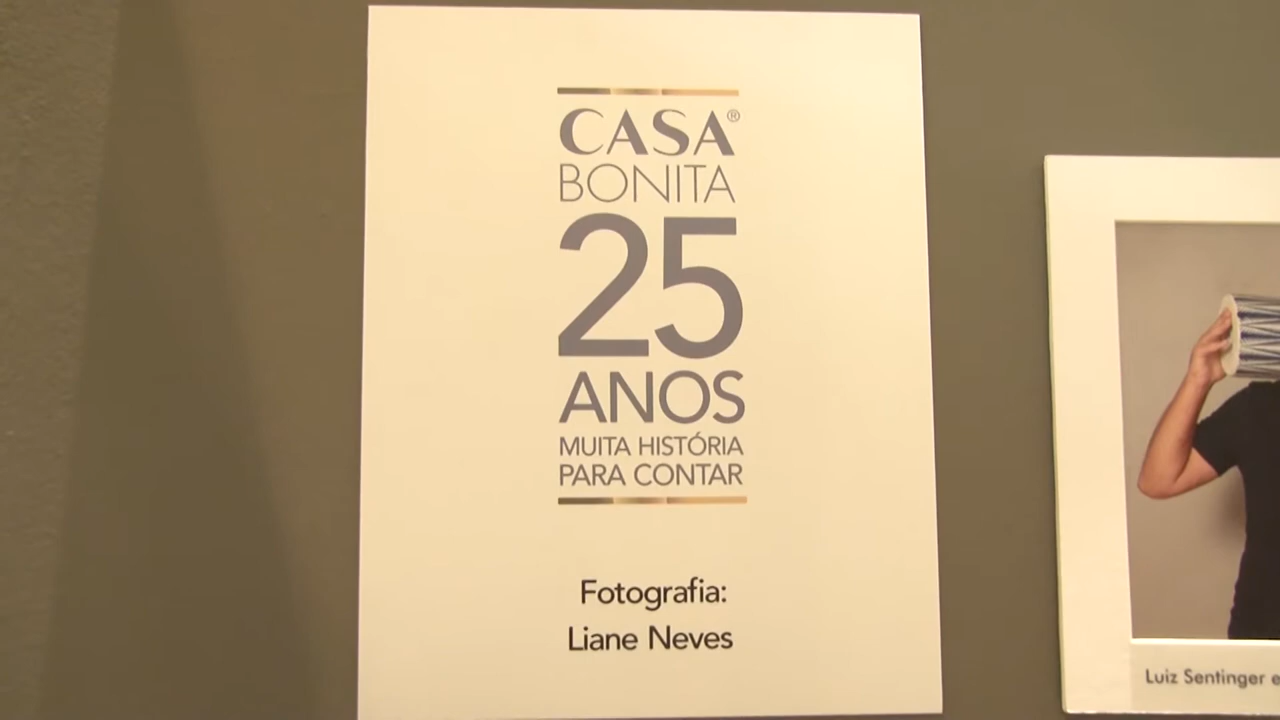 CASA®
BONITA
25
ANOS
MUITA HISTÓRIA
PARA CONTAR
Fotografia:
Liane Neves
Luiz Sentinger e